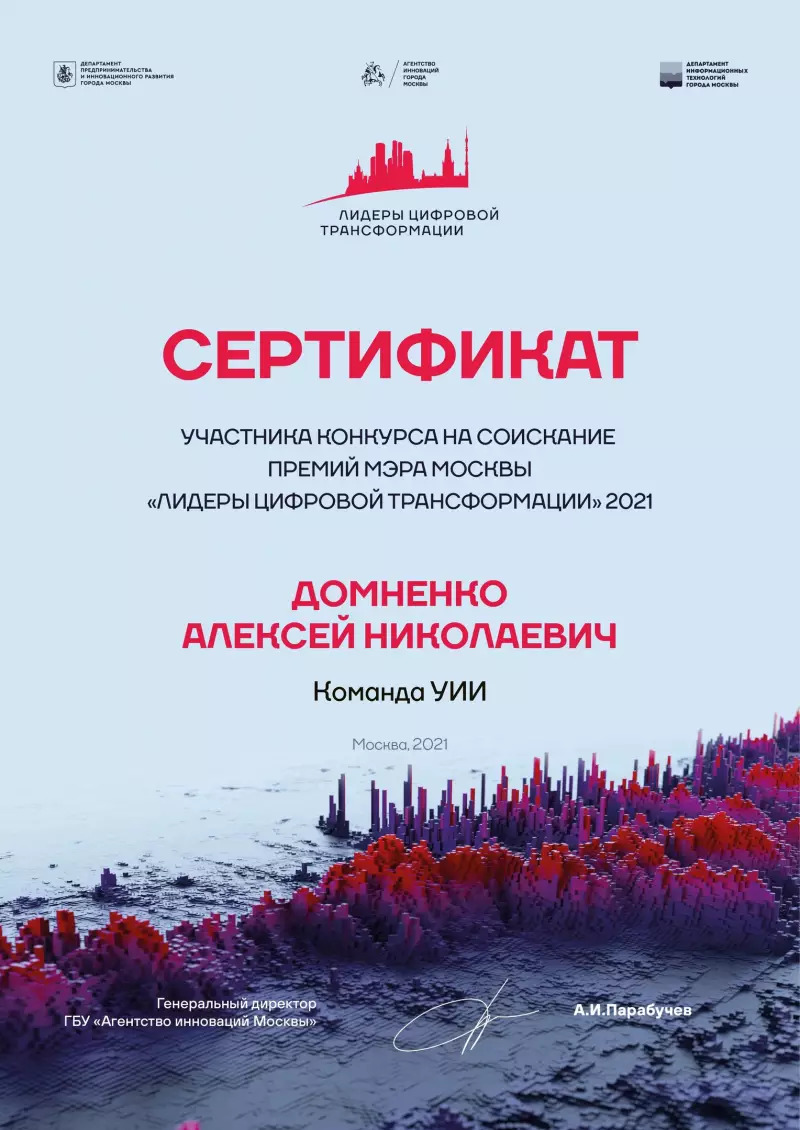 ДЕПАРТАМЕНТ
ПРЕДПРИНИМАТЕЛЬСТВА
И ИННОВАЦИОННОГО РАЗВИТИЯ
ГОРОДА МОСКВЫ
АГЕНТСТВО
ИННОВАЦИЙ
ГОРОДА
МОСКВЫ
ДЕПАРТАМЕНТ
ИНФОРМАЦИОННЫХ
ТЕХНОЛОГИЙ
ГОРОДА МОСКВЫ
ЛИДЕРЫ ЦИФРОВОЙ
ТРАНСФОРМАЦИИ
СЕРТИФИКАТ
УЧАСТНИКА КОНКУРСА НА СОИСКАНИЕ
ПРЕМИЙ МЭРА МОСКВЫ
«ЛИДЕРЫ ЦИФРОВОЙ ТРАНСФОРМАЦИИ» 2021
ДОМНЕНКО
АЛЕКСЕЙ НИКОЛАЕВИЧ
Команда УИИ
Москва, 2021
Генеральный директор
ГБУ «Агентство инноваций Москвы»
А.И.Парабучев